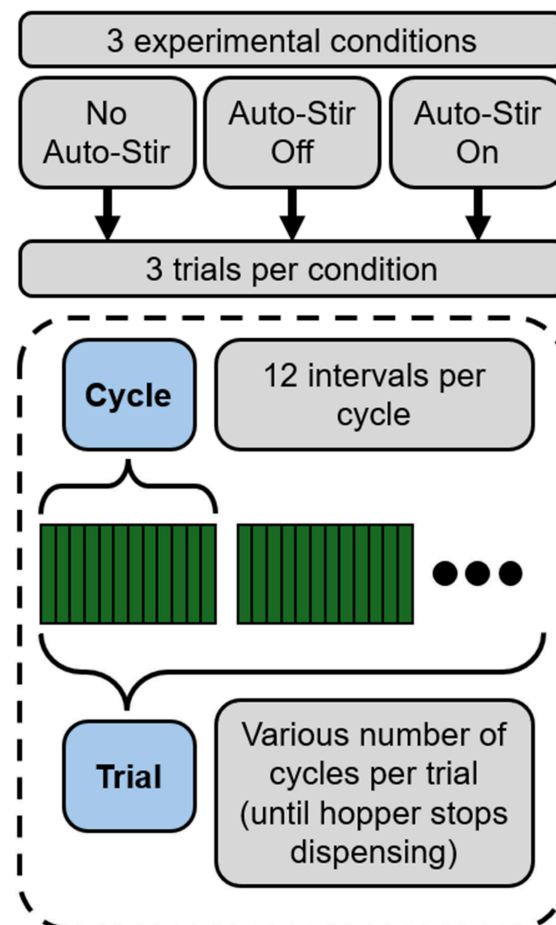 3 experimental conditions
No
Auto-Stir
Auto-Stir
Off
Auto-Stir
On
3 trials per condition
Cycle
12 intervals per
cycle
Trial
Various number of
cycles per trial
(until hopper stops
dispensing)